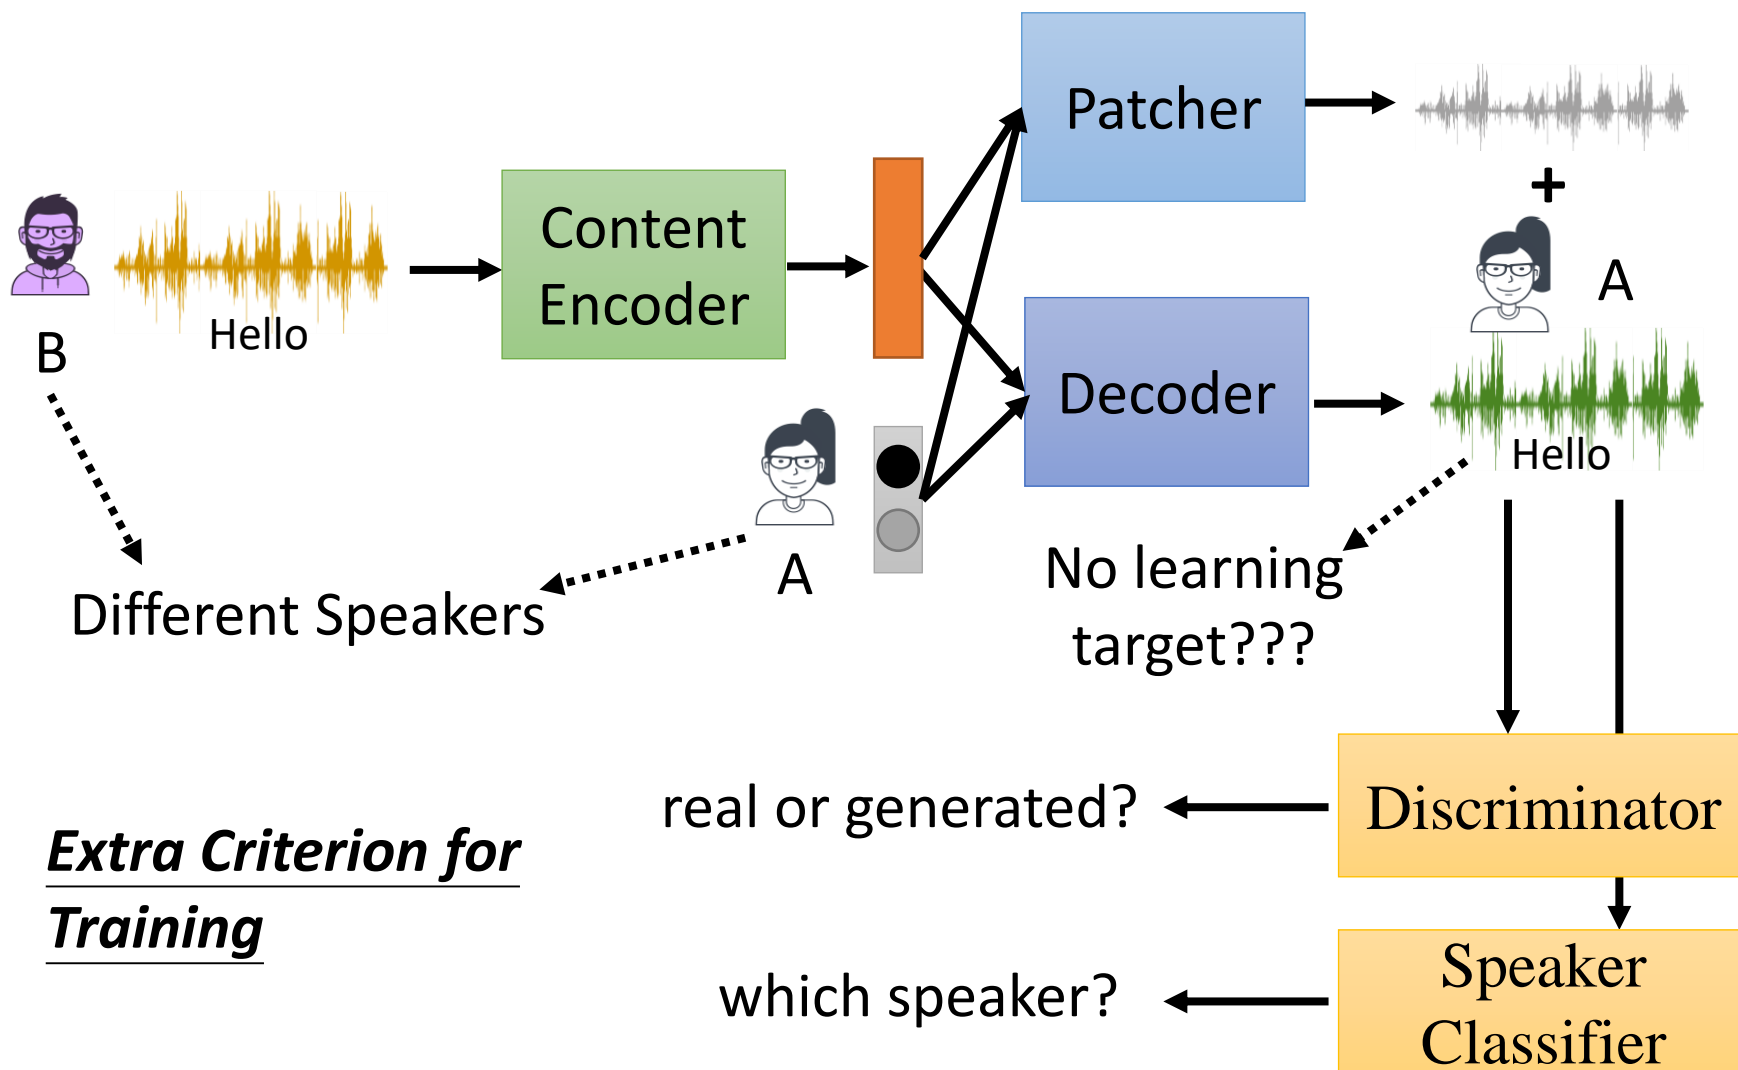 Patcher
+
Content
Encoder
Hello
B
A
Decoder
Hello
A
Different Speakers
No learning
target???
real or generated?
Discriminator
Extra Criterion for
Training
which speaker?
Speaker
Classifier